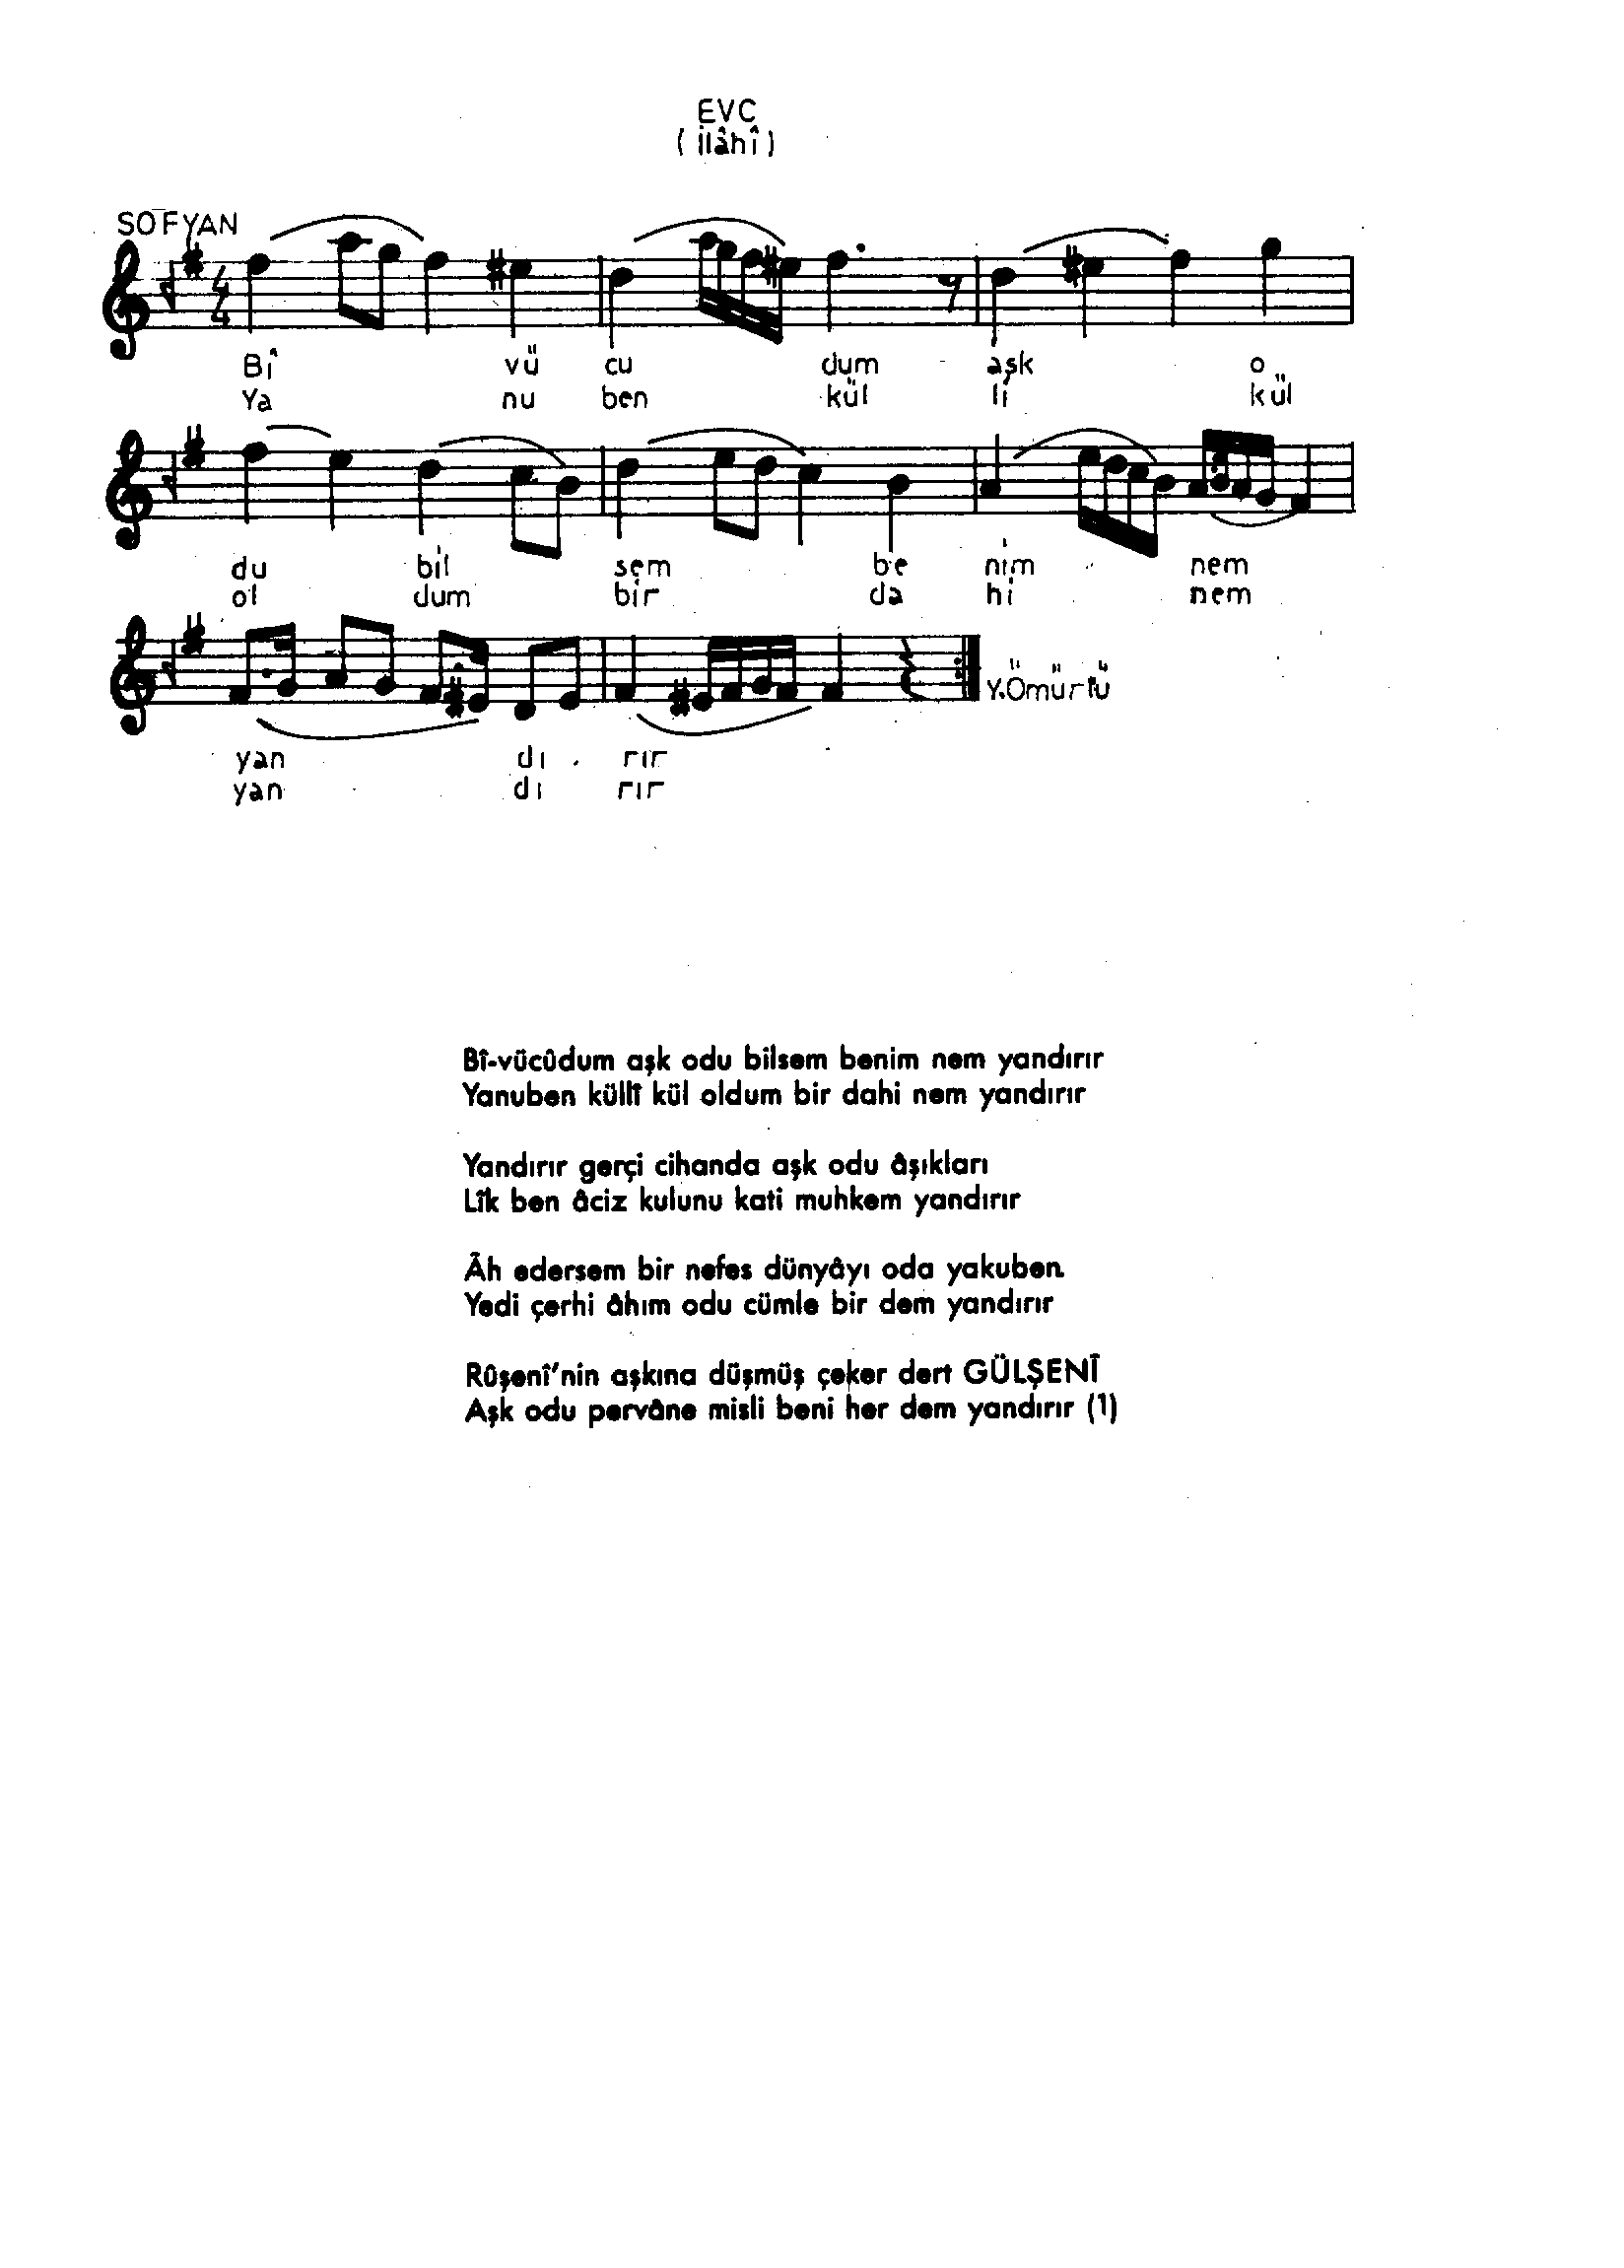 EVC
(İlâhî)
SOFYAN
4
4
Bî vü cu dum aşk o
Ya nu ben kül lî kül
du bil sem be nim nem
ol dum bir da hi nem
Y.Ömürlü
yan dı rır
yan dı rır
Bî-vücûdum aşk odu bilsem benim nem yandırır
Yanuben küllî kül oldum bir dahi nem yandırır
Yandırır gerçi cihanda aşk odu âşıkları
Lîk ben âciz kulunu kati muhkem yandırır
Âh edersem bir nefes dünyâyı oda yakuben
Yedi çerhi âhım odu cümle bir dem yandırır
Rûşenî'nin aşkına düşmüş çeker dert GÜLŞENÎ
Aşk odu pervâne misli beni her dem yandırır (1)